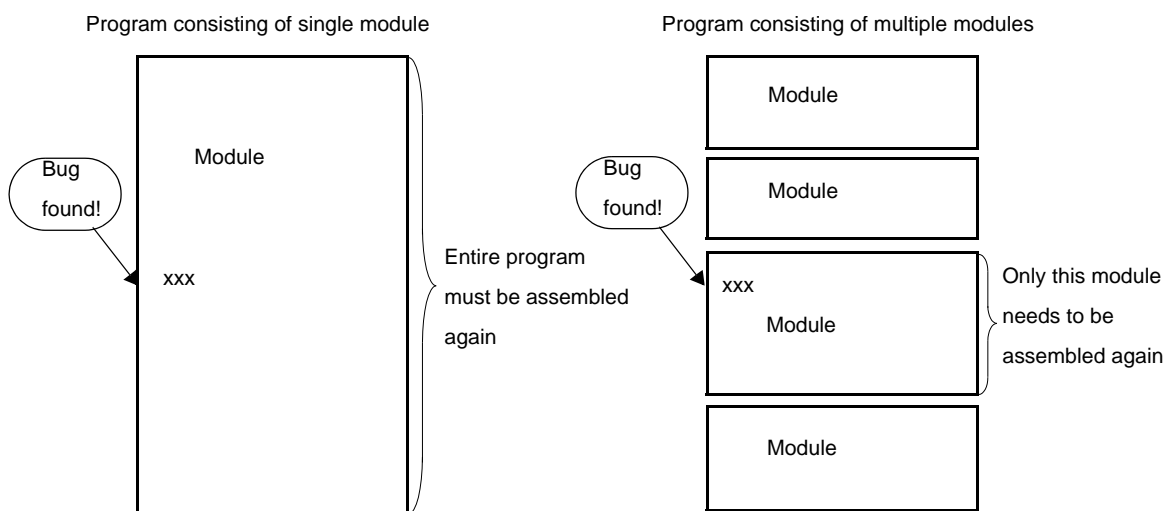 Program consisting of single module
Module
Bug
found!
xxx
Entire program
must be assembled
again
Program consisting of multiple modules
Module
Module
Bug
found!
xxx
Module
Only this module
needs to be
assembled again
Module